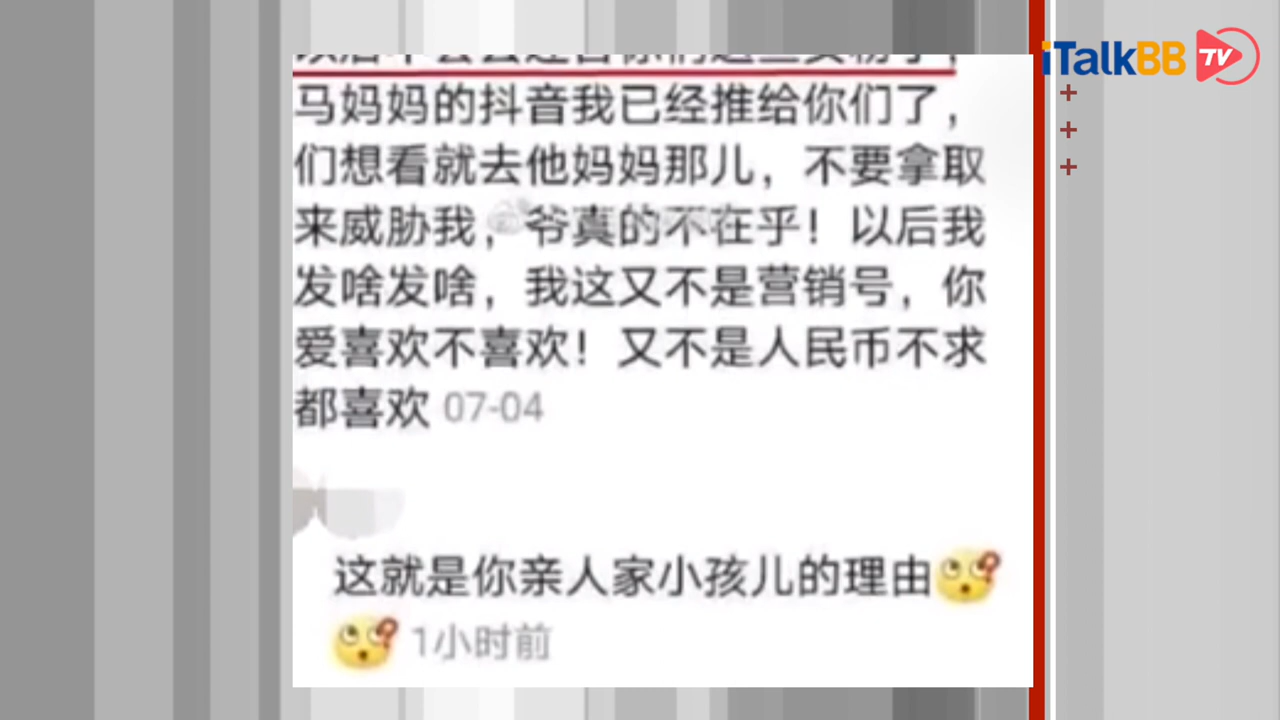 iTalkBB TV
马妈妈的抖音我已经推给你们了，
们想看就去他妈妈那儿，不要拿取
来威胁我，爷真的不在乎！以后我
发啥发啥，我这又不是营销号，你
爱喜欢不喜欢！又不是人民币不求
都喜欢 07-04
这就是你亲人家小孩儿的理由
1小时前